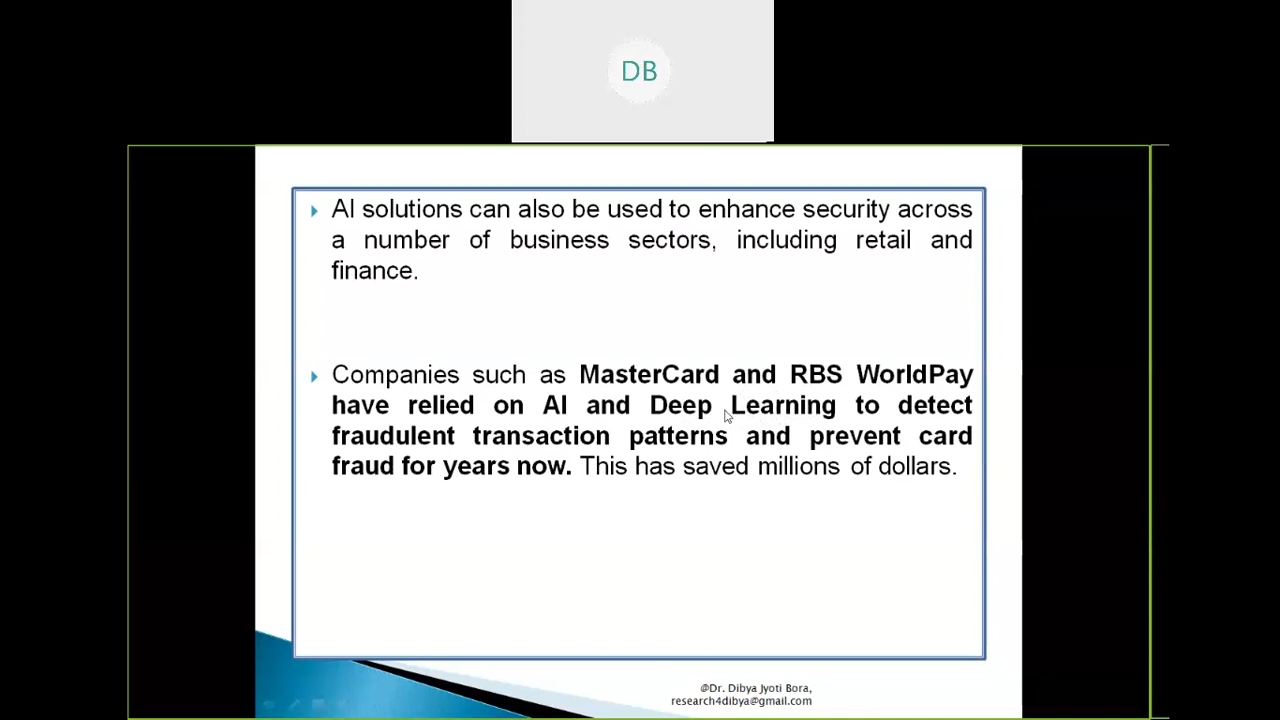 DB
AI solutions can also be used to enhance security across
a number of business sectors, including retail and
finance.
Companies such as MasterCard and RBS WorldPay
have relied on AI and Deep Learning to detect
fraudulent transaction patterns and prevent card
fraud for years now. This has saved millions of dollars.
@Dr. Dibya Jyoti Bora,
research4dibya@gmail.com